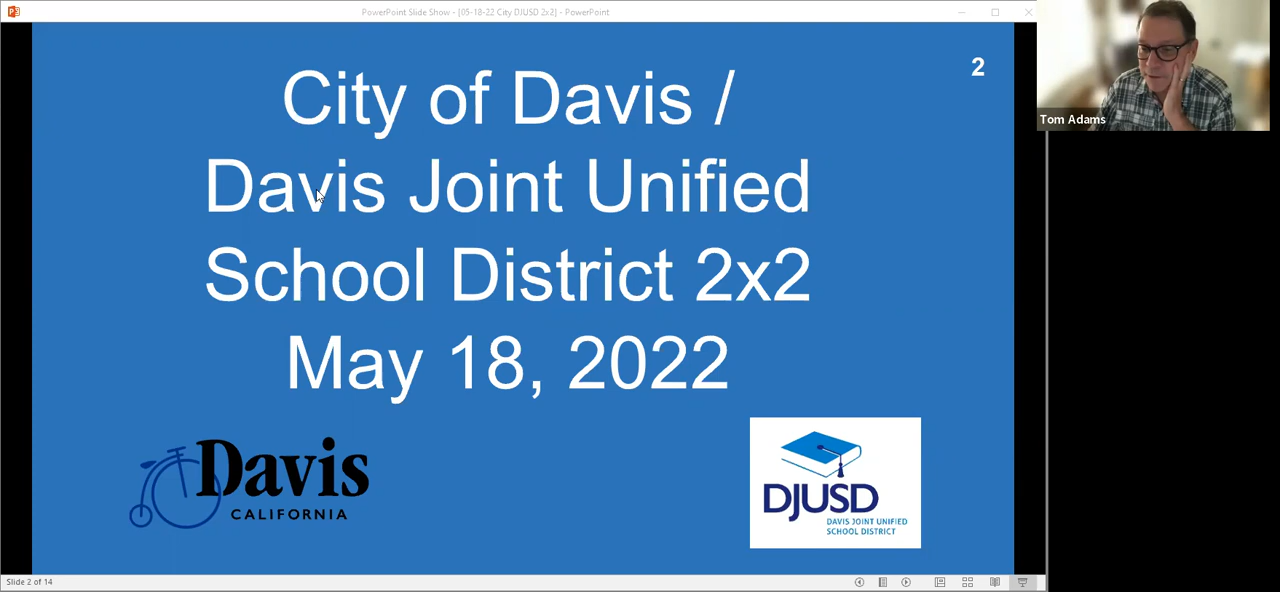 PowerPoint Slide Show - [05-18-22 City DJUSD 2x2] - PowerPoint
2
City of Davis /
Davis Joint Unified
School District 2x2
May 18, 2022
Davis
CALIFORNIA
DJUSD
DAVIS JOINT UNIFIED
SCHOOL DISTRICT
Tom Adams
Slide 2 of 14